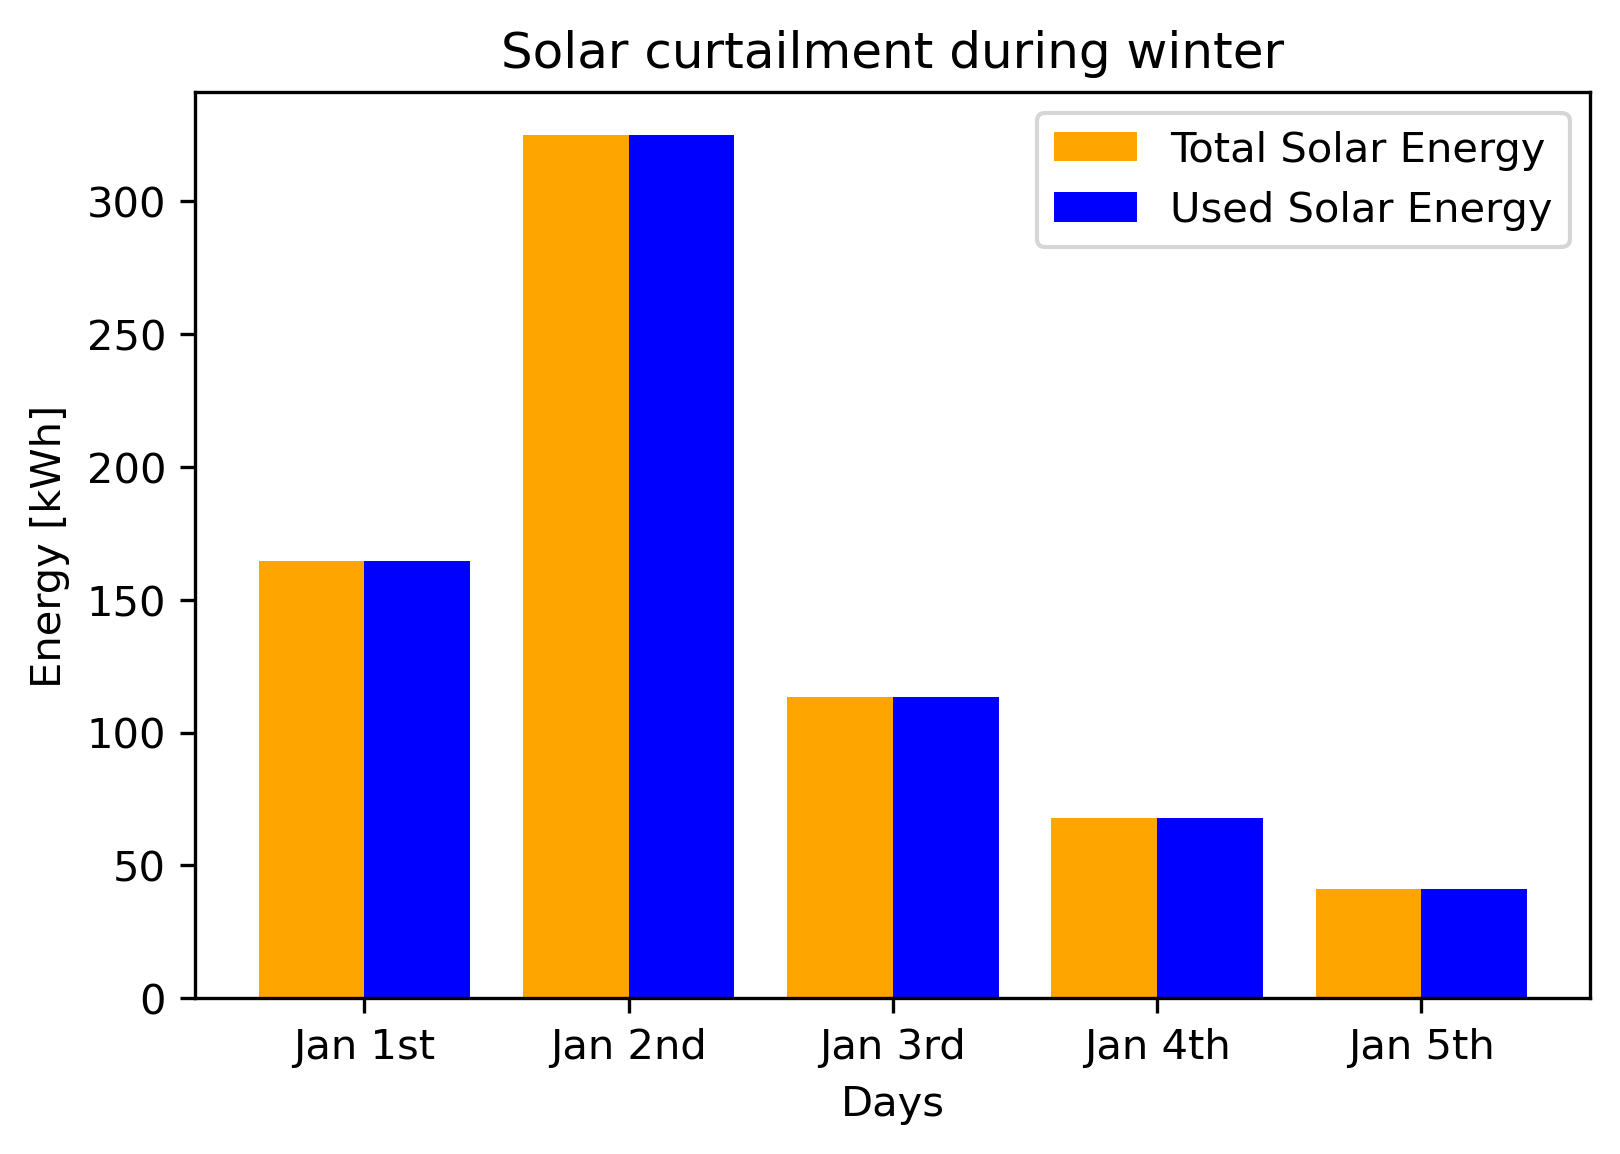 Solar curtailment during winter
Total Solar Energy
Used Solar Energy
Energy [kWh]
300
250
200
150
100
50
0
Jan 1st Jan 2nd Jan 3rd Jan 4th Jan 5th
Days